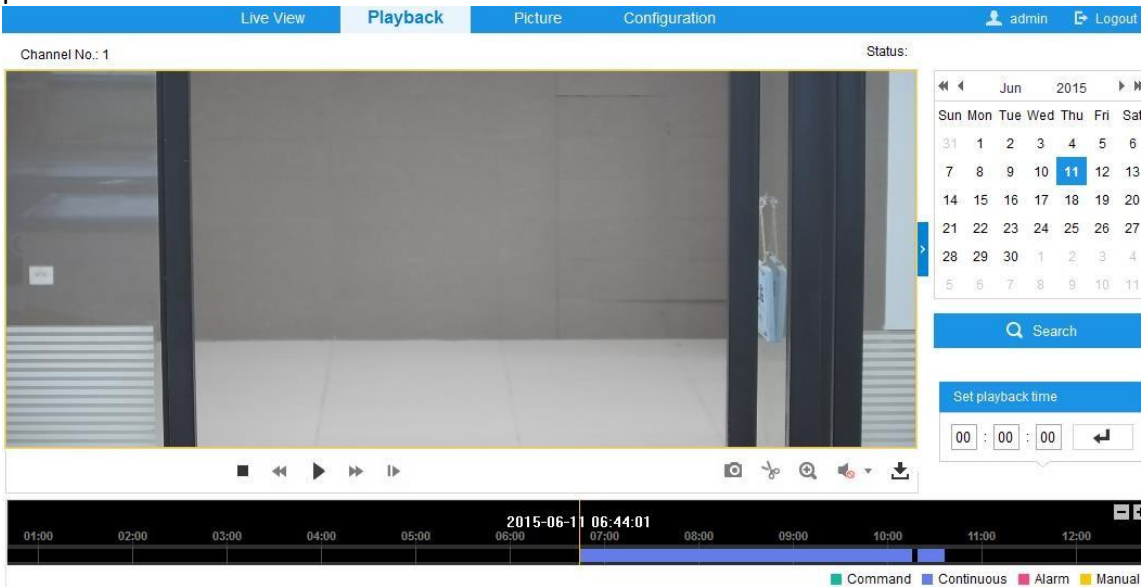 Live View Playback Picture Configuration admin Logout
Channel No.: 1 Status:
Jun 2015
Sun Mon Tue Wed Thu Fri Sat
31 1 2 3 4 5 6
7 8 9 10 11 12 13
14 15 16 17 18 19 20
21 22 23 24 25 26 27
28 29 30 1 2 3 4
5 6 7 8 9 10 11
Search
Set playback time
00 : 00 : 00
2015-06-11 06:44:01
01:00 02:00 03:00 04:00 05:00 06:00 07:00 08:00 09:00 10:00 11:00 12:00
Command Continuous Alarm Manual